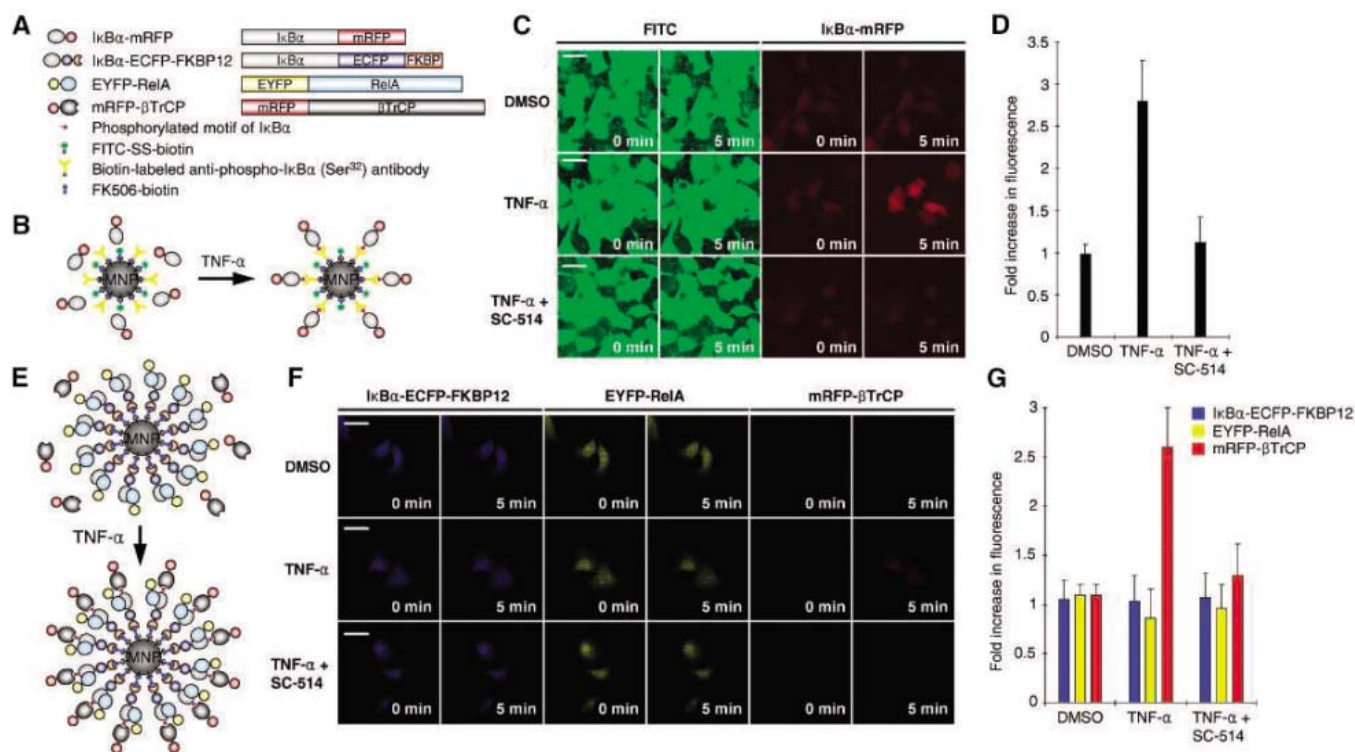 A
IκBα-mRFP
IκBα mRFP
IκBα-ECFP-FKBP12
IκBα ECFP FKBP
EYFP-RelA
EYFP RelA
mRFP-βTrCP
mRFP βTrCP
Phosphorylated motif of IκBα
FITC-SS-biotin
Biotin-labeled anti-phospho-IκBα (Ser32) antibody
FK506-biotin
B
MNP
TNF-α
MNP
C
FITC IκBα-mRFP
DMSO
0 min 5 min 0 min 5 min
TNF-α
0 min 5 min 0 min 5 min
TNF-α +
SC-514
0 min 5 min 0 min 5 min
D
Fold increase in fluorescence
3.5
3
2.5
2
1.5
1
0.5
0
DMSO TNF-α TNF-α +
SC-514
E
MNP
TNF-α
MNP
F
IκBα-ECFP-FKBP12 EYFP-RelA mRFP-βTrCP
DMSO
0 min 5 min 0 min 5 min 0 min 5 min
TNF-α
0 min 5 min 0 min 5 min 0 min 5 min
TNF-α +
SC-514
0 min 5 min 0 min 5 min 0 min 5 min
G
Fold increase in fluorescence
3
2.5
2
1.5
1
0.5
0
IκBα-ECFP-FKBP12
EYFP-RelA
mRFP-βTrCP
DMSO TNF-α TNF-α +
SC-514